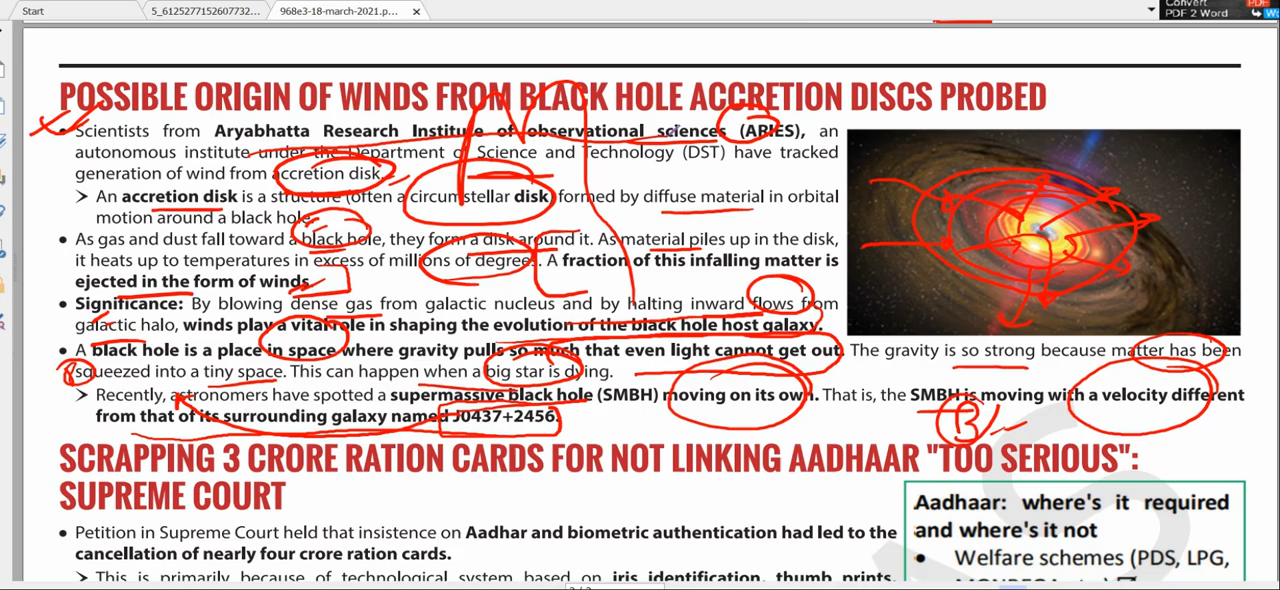 Start
5_6125277152607732...
968e3-18-march-2021.p...
Convert
PDF 2 Word
POSSIBLE ORIGIN OF WINDS FROM BLACK HOLE ACCRETION DISCS PROBED
• Scientists from Aryabhatta Research Institute of observational sciences (ARIES), an
autonomous institute under the Department of Science and Technology (DST) have tracked
generation of wind from accretion disk.
➢ An accretion disk is a structure (often a circumstellar disk) formed by diffuse material in orbital
motion around a black hole.
• As gas and dust fall toward a black hole, they form a disk around it. As material piles up in the disk,
it heats up to temperatures in excess of millions of degrees. A fraction of this infalling matter is
ejected in the form of winds.
• Significance: By blowing dense gas from galactic nucleus and by halting inward flows from
galactic halo, winds play a vital role in shaping the evolution of the black hole host galaxy.
• A black hole is a place in space where gravity pulls so much that even light cannot get out. The gravity is so strong because matter has been
squeezed into a tiny space. This can happen when a big star is dying.
➢ Recently, astronomers have spotted a supermassive black hole (SMBH) moving on its own. That is, the SMBH is moving with a velocity different
from that of its surrounding galaxy named J0437+2456.
SCRAPPING 3 CRORE RATION CARDS FOR NOT LINKING AADHAAR "TOO SERIOUS":
SUPREME COURT
• Petition in Supreme Court held that insistence on Aadhar and biometric authentication had led to the
cancellation of nearly four crore ration cards.
➢ This is primarily because of technological system based on iris identification, thumb prints,
Aadhaar: where's it required
and where's it not
• Welfare schemes (PDS, LPG,